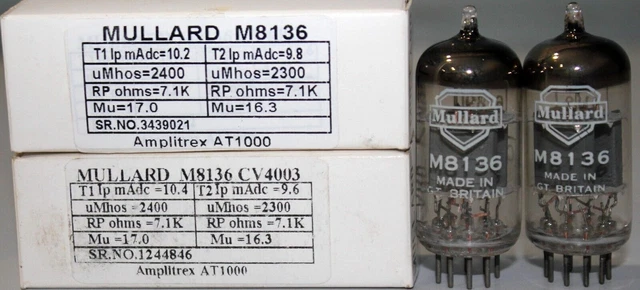 MULLARD M8136
T1 Ip mAdc=10.2 T2 Ip mAdc=9.8
uMhos=2400 uMhos=2300
RP ohms=7.1K RP ohms=7.1K
Mu=17.0 Mu=16.3
SR.NO.3439021
Amplitrex AT1000
MULLARD M8136 CV4003
T1 Ip mAdc=10.4 T2 Ip mAdc=9.6
uMhos =2400 uMhos =2300
RP ohms =7.1K RP ohms =7.1K
Mu =17.0 Mu =16.3
SR.NO.1244846
Amplitrex AT1000
Mullard
M8136
MADE IN
GT BRITAIN
Mullard
M8136
MADE IN
GT BRITAIN